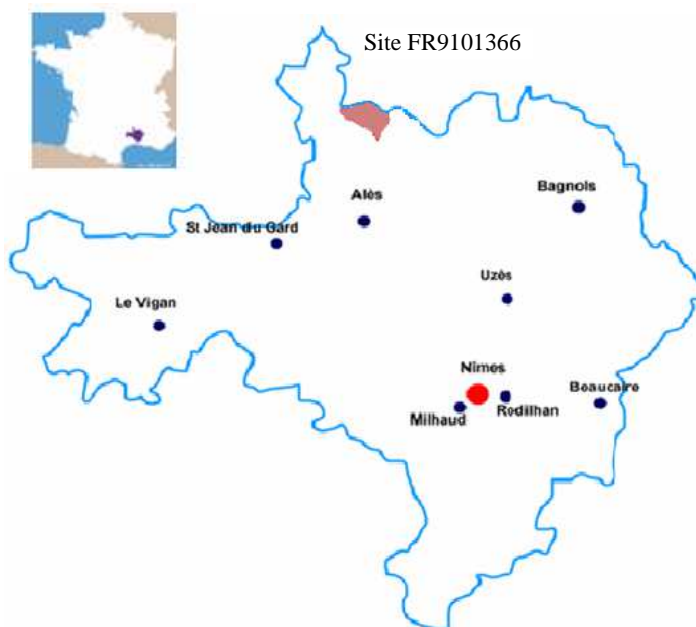 Site FR9101366
Bagnols
Alès
St Jean du Gard
Uzès
Le Vigan
Nîmes
Beaucaire
Redilhan
Milhaud